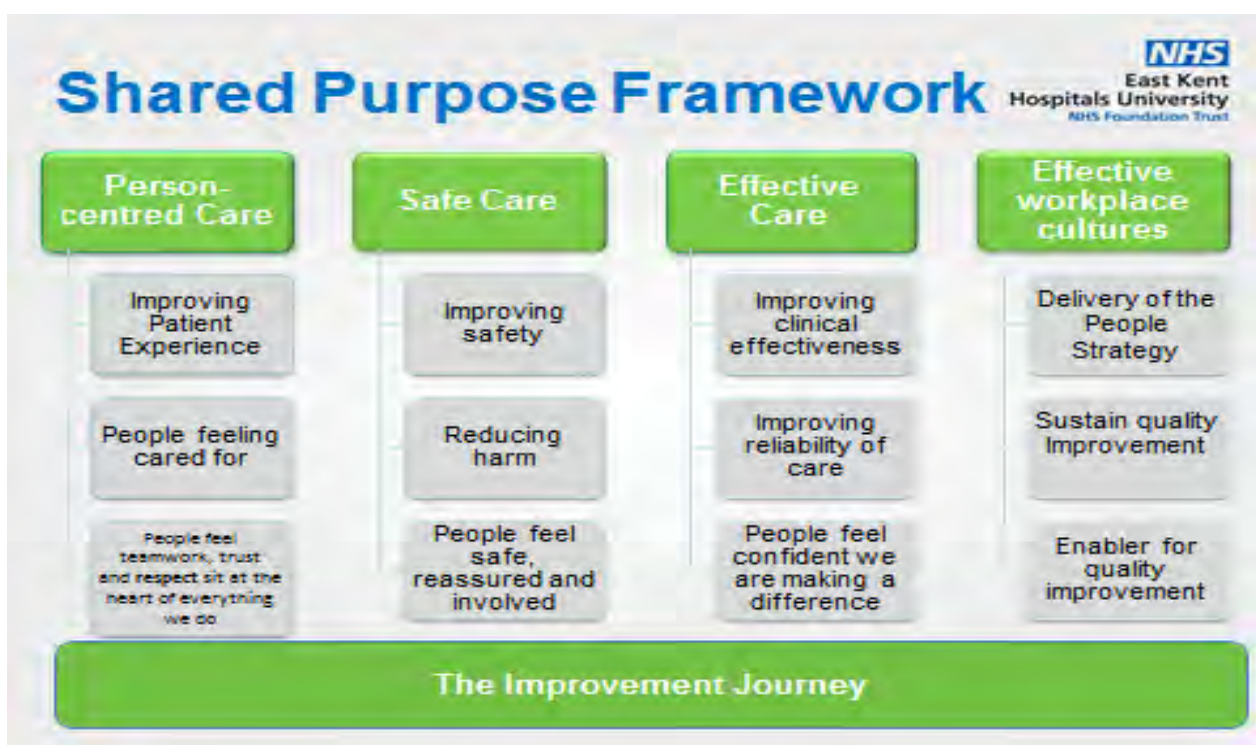 Shared Purpose Framework
NHS
East Kent
Hospitals University
NHS Foundation Trust
Person-
centred Care
Improving
Patient
Experience
People feeling
cared for
People feel
teamwork, trust
and respect sit at the
heart of everything
we do
Safe Care
Improving
safety
Reducing
harm
People feel
safe,
reassured and
involved
Effective
Care
Improving
clinical
effectiveness
Improving
reliability of
care
People feel
confident we
are making a
difference
Effective
workplace
cultures
Delivery of the
People
Strategy
Sustain quality
Improvement
Enabler for
quality
improvement
The Improvement Journey